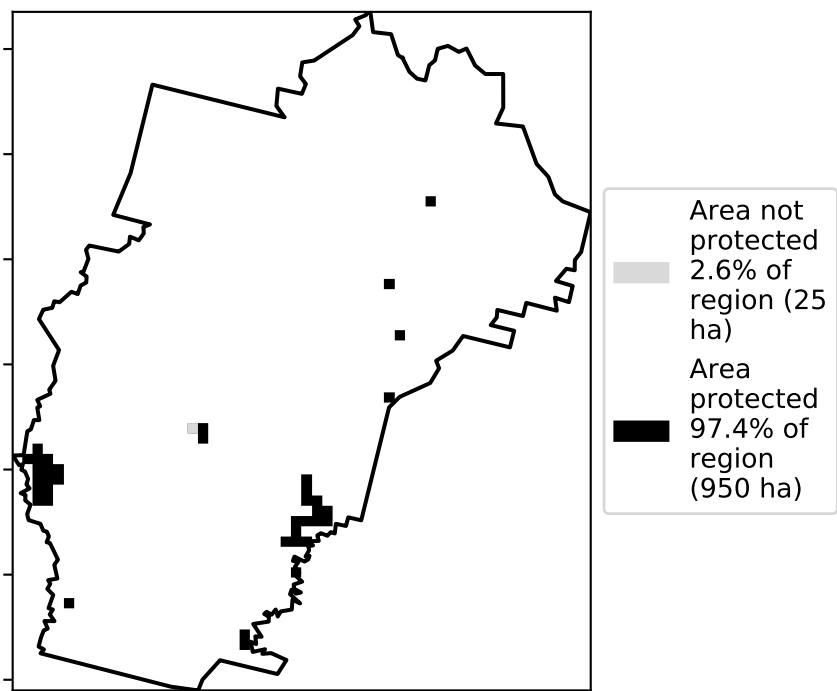 Area not
protected
2.6% of
region (25
ha)
Area
protected
97.4% of
region
(950 ha)